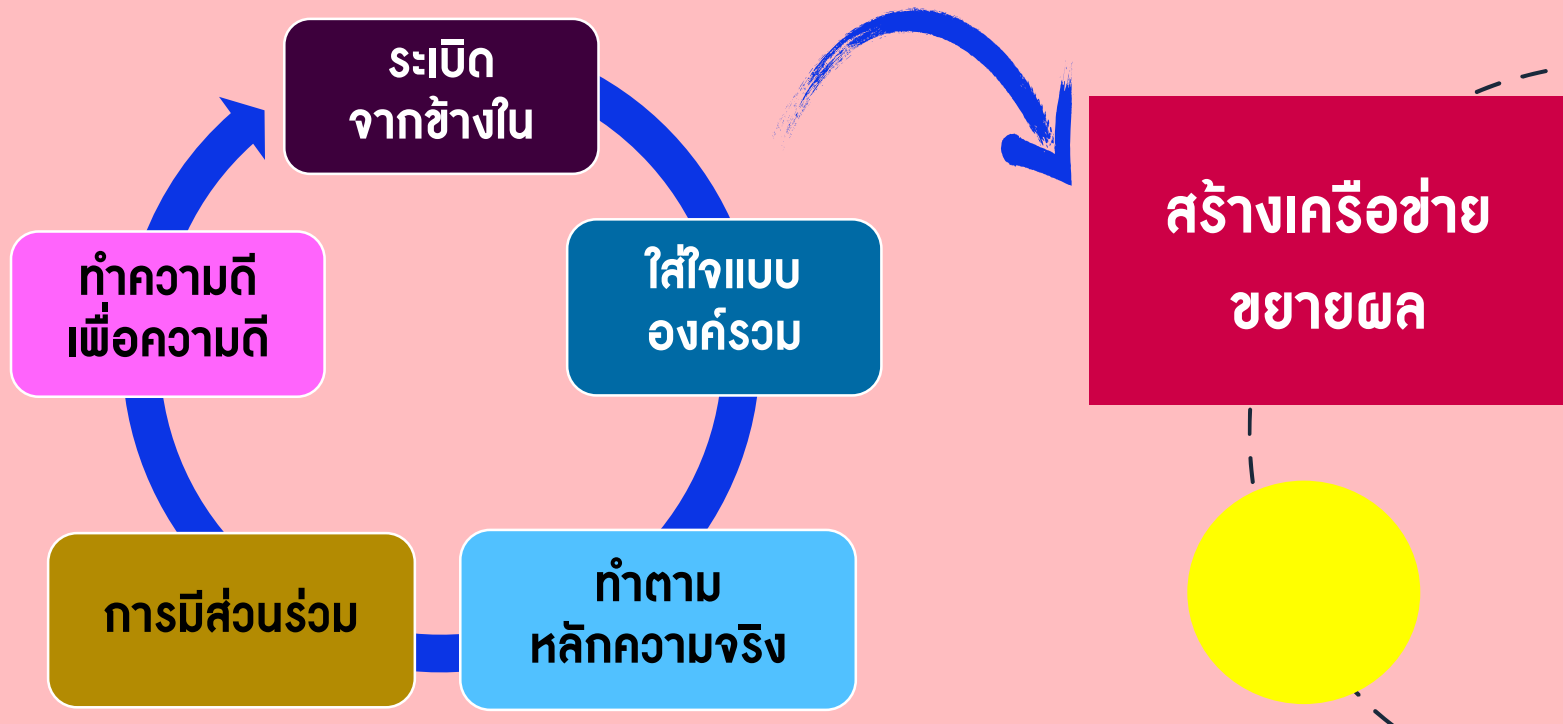 ระเบิด
จากข้างใน
ใส่ใจแบบ
องค์รวม
ทำตาม
หลักความจริง
การมีส่วนร่วม
ทำความดี
เพื่อความดี
สร้างเครือข่าย
ขยายผล